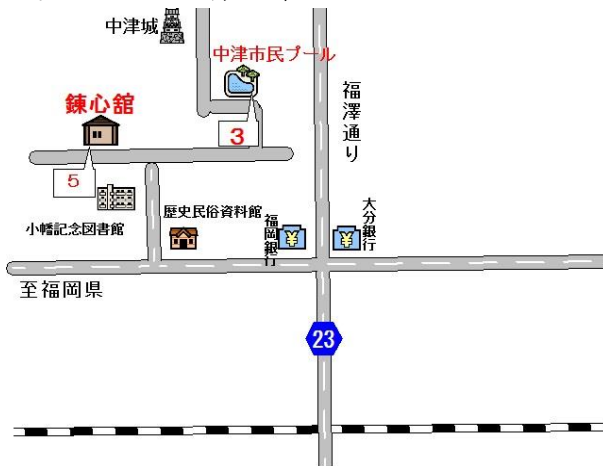 中津城
中津市民プール
福澤通り
錬心舘
3
5
小幡記念図書館
歴史民俗資料館
福岡銀行
大分銀行
至福岡県
23